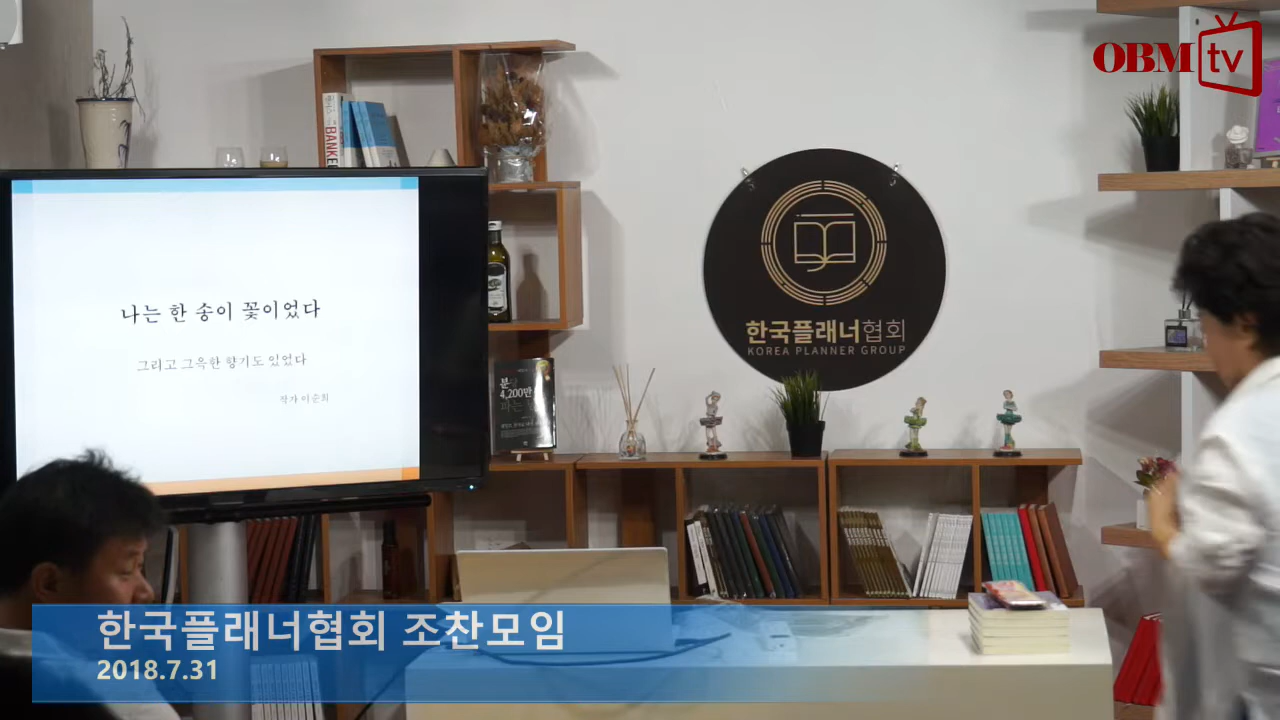 OBM tv
BANKE
나는 한 송이 꽃이었다
그리고 그윽한 향기도 있었다
작가 이순희
한국플래너협회
KOREA PLANNER GROUP
4,200만
한국플래너협회 조찬모임
2018.7.31